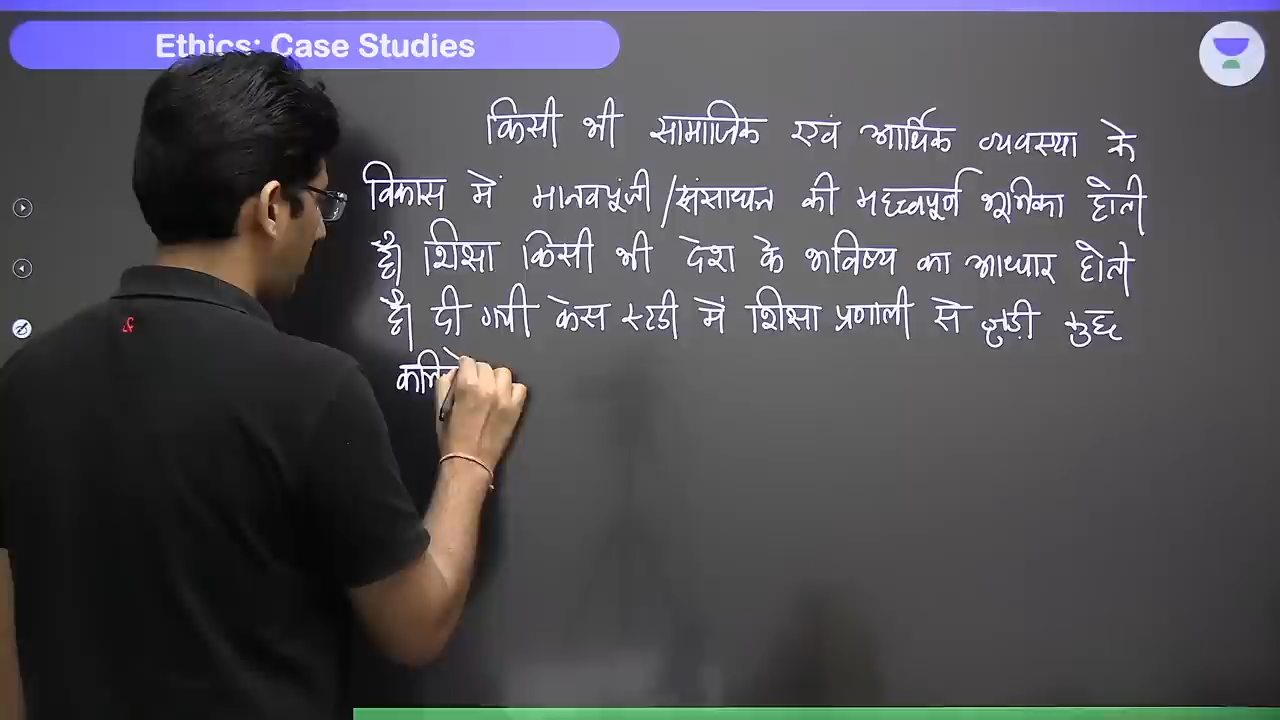 Ethics: Case Studies
किसी भी सामाजिक एवं आर्थिक व्यवस्था के
विकास में मानवपूंजी/संसाधन की महत्वपूर्ण भूमिका होती
है। शिक्षा किसी भी देश के भविष्य का आधार होती
है। दी गयी केस स्टडी में शिक्षा प्रणाली से जुड़ी कुछ